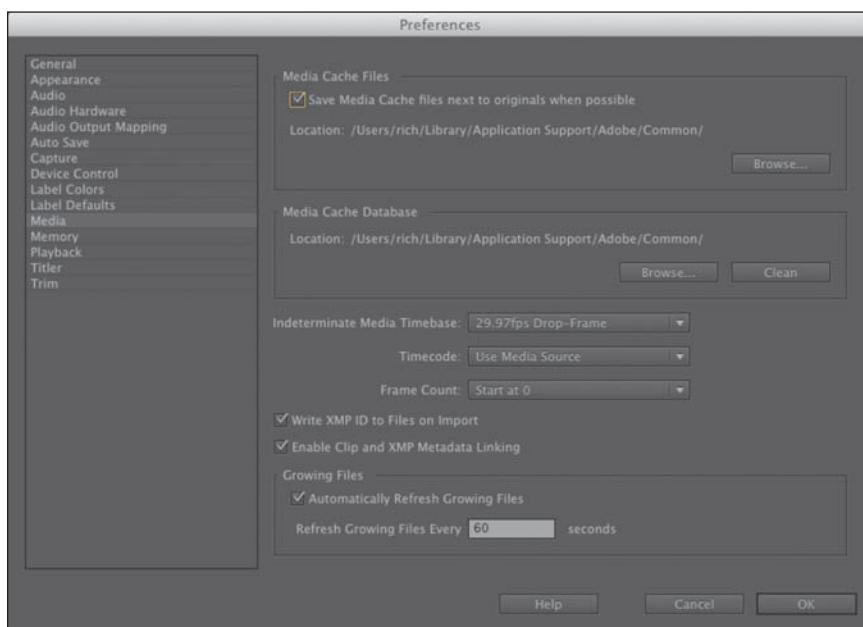 Preferences
General
Appearance
Audio
Audio Hardware
Audio Output Mapping
Auto Save
Capture
Device Control
Label Colors
Label Defaults
Media
Memory
Playback
Titler
Trim
Media Cache Files
Save Media Cache files next to originals when possible
Location: /Users/rich/Library/Application Support/Adobe/Common/
Browse...
Media Cache Database
Location: /Users/rich/Library/Application Support/Adobe/Common/
Browse... Clean
Indeterminate Media Timebase: 29.97fps Drop-Frame
Timecode: Use Media Source
Frame Count: Start at 0
Write XMP ID to Files on Import
Enable Clip and XMP Metadata Linking
Growing Files
Automatically Refresh Growing Files
Refresh Growing Files Every 60 seconds
Help Cancel OK